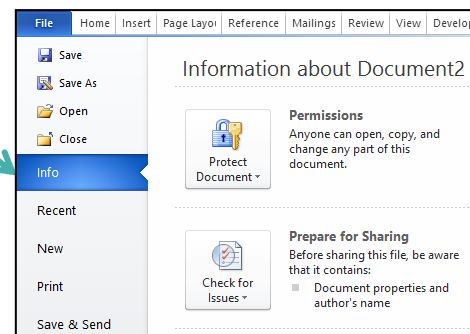 File Home Insert Page Layou Reference Mailings Review View Develo
Save
Save As
Open
Close
Info
Recent
New
Print
Save & Send
Information about Document2
Protect
Document
Permissions
Anyone can open, copy, and
change any part of this
document.
Check for
Issues
Prepare for Sharing
Before sharing this file, be aware
that it contains:
Document properties and
author's name